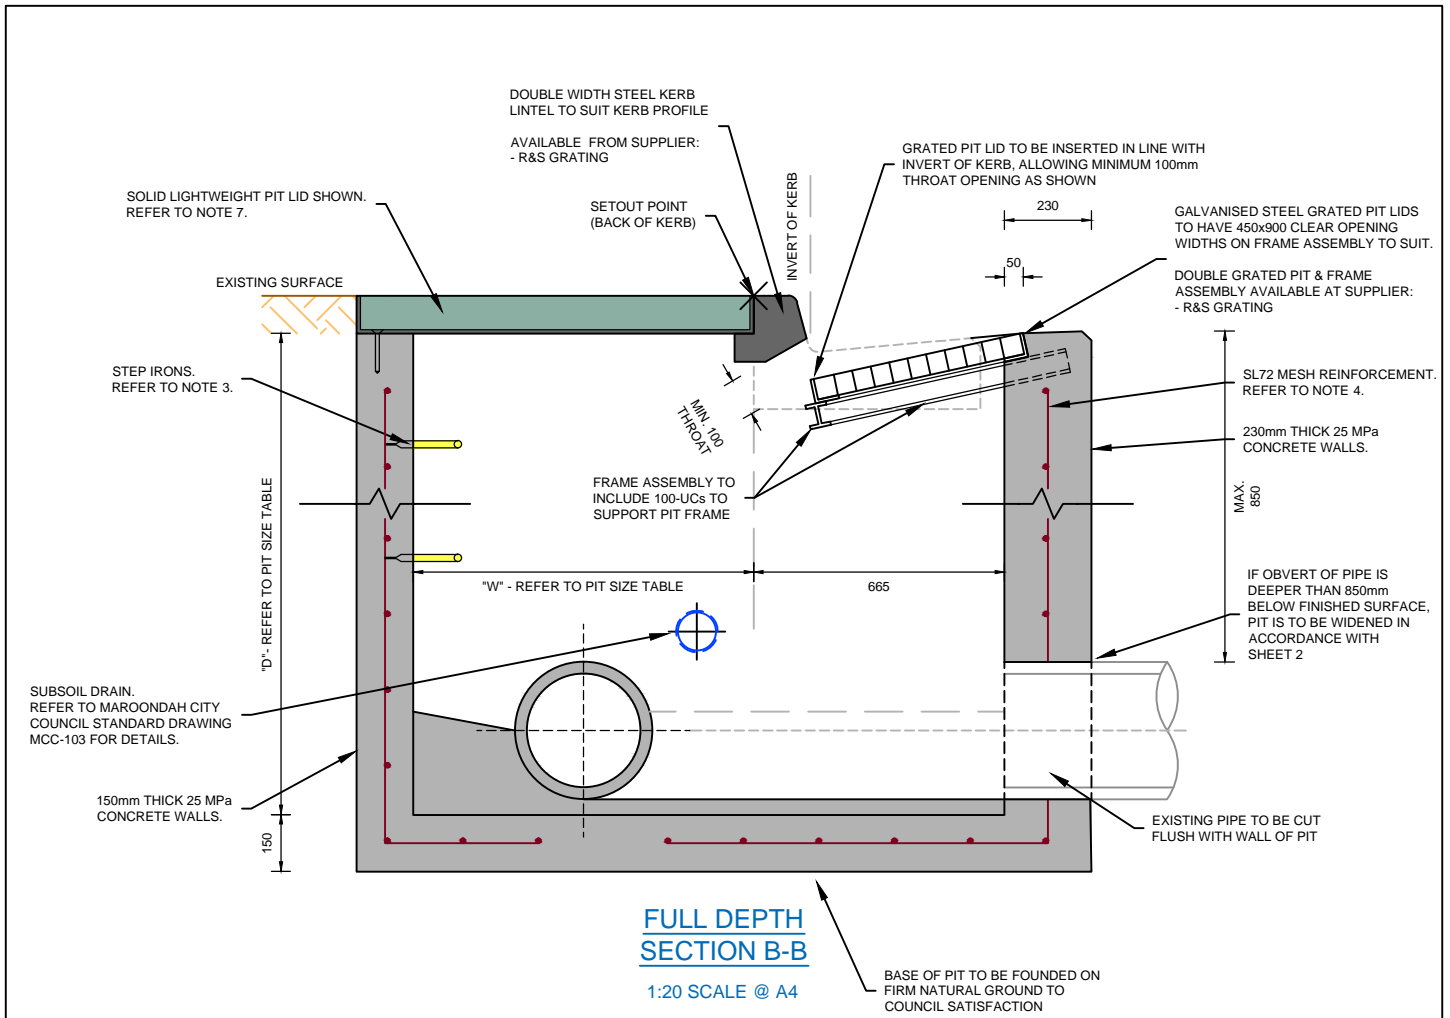 DOUBLE WIDTH STEEL KERB
LINTEL TO SUIT KERB PROFILE
AVAILABLE FROM SUPPLIER:
- R&S GRATING
GRATED PIT LID TO BE INSERTED IN LINE WITH
INVERT OF KERB, ALLOWING MINIMUM 100mm
THROAT OPENING AS SHOWN
SOLID LIGHTWEIGHT PIT LID SHOWN.
REFER TO NOTE 7.
SETOUT POINT
(BACK OF KERB)
INVERT OF KERB
230
50
GALVANISED STEEL GRATED PIT LIDS
TO HAVE 450x900 CLEAR OPENING
WIDTHS ON FRAME ASSEMBLY TO SUIT.
DOUBLE GRATED PIT & FRAME
ASSEMBLY AVAILABLE AT SUPPLIER:
- R&S GRATING
EXISTING SURFACE
STEP IRONS.
REFER TO NOTE 3.
MIN. 100
THROAT
SL72 MESH REINFORCEMENT.
REFER TO NOTE 4.
230mm THICK 25 MPa
CONCRETE WALLS.
FRAME ASSEMBLY TO
INCLUDE 100-UCs TO
SUPPORT PIT FRAME
MAX.
850
"D"- REFER TO PIT SIZE TABLE
"W" - REFER TO PIT SIZE TABLE
665
IF OBVERT OF PIPE IS
DEEPER THAN 850mm
BELOW FINISHED SURFACE,
PIT IS TO BE WIDENED IN
ACCORDANCE WITH
SHEET 2
SUBSOIL DRAIN.
REFER TO MAROONDAH CITY
COUNCIL STANDARD DRAWING
MCC-103 FOR DETAILS.
150mm THICK 25 MPa
CONCRETE WALLS.
150
EXISTING PIPE TO BE CUT
FLUSH WITH WALL OF PIT
FULL DEPTH
SECTION B-B
1:20 SCALE @ A4
BASE OF PIT TO BE FOUNDED ON
FIRM NATURAL GROUND TO
COUNCIL SATISFACTION